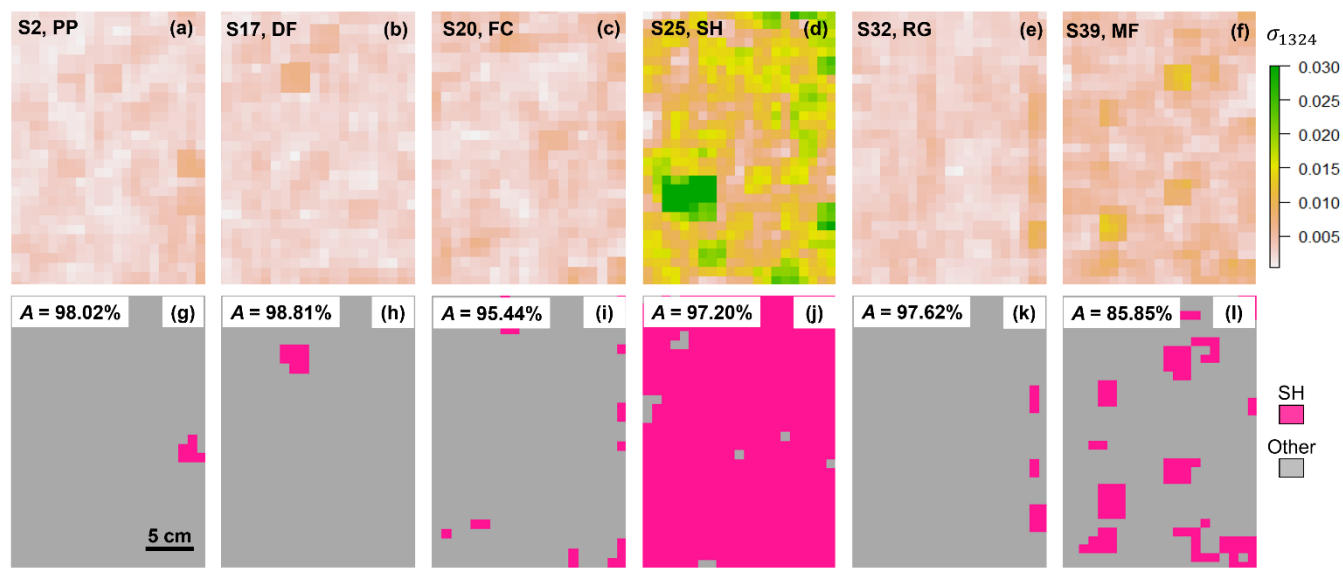 S2, PP (a)
S17, DF (b)
S20, FC (c)
S25, SH (d)
S32, RG (e)
S39, MF (f)
σ1324
0.030
0.025
0.020
0.015
0.010
0.005
A = 98.02% (g)
A = 98.81% (h)
A = 95.44% (i)
A = 97.20% (j)
A = 97.62% (k)
A = 85.85% (l)
SH
Other
5 cm